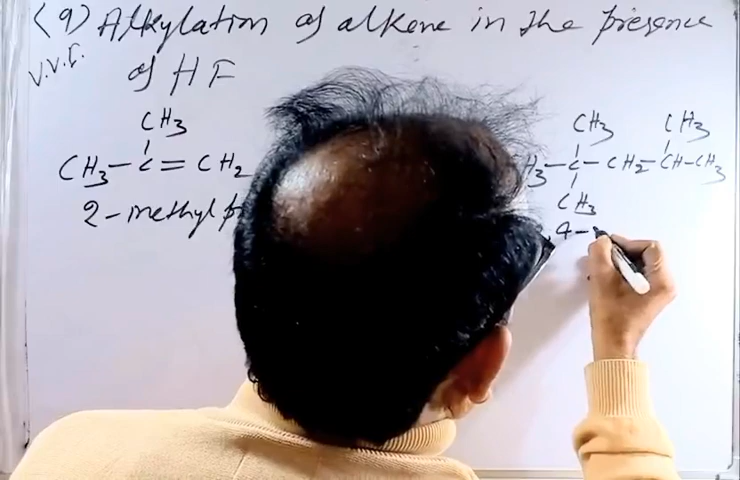 (9) Alkylation of alkene in the presence
V.V.I. of HF
CH3 CH3 CH3
CH3-C=CH2 H3-C-CH2-CH-CH3
2-methyl CH3
4-